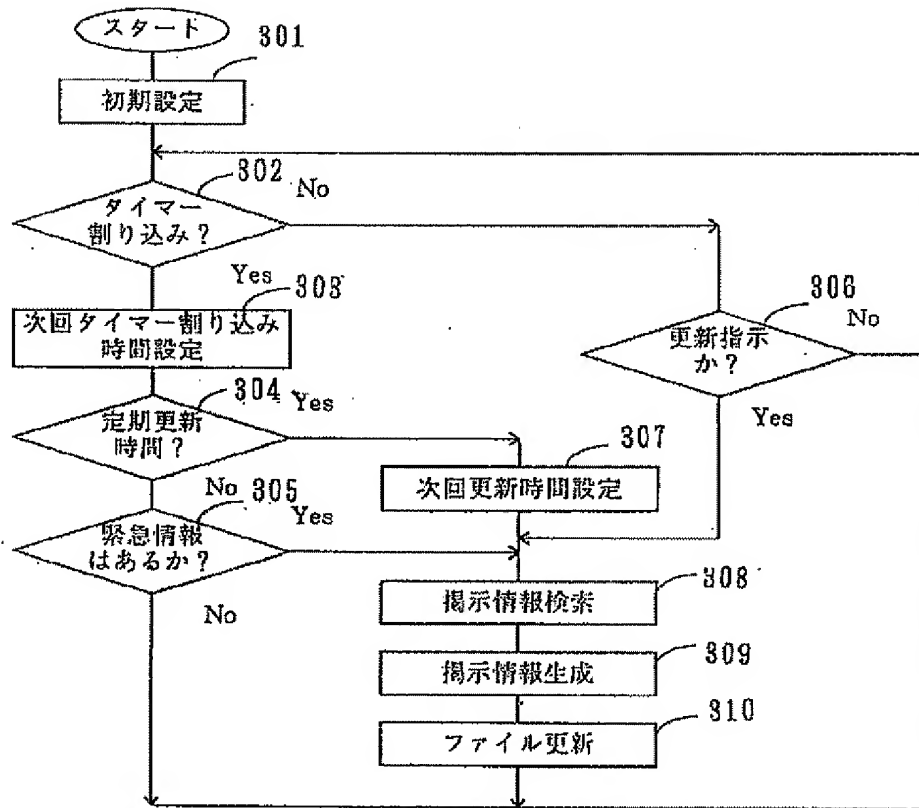 スタート
301
初期設定
302
No
タイマー
割り込み？
Yes
303
次回タイマー割り込み
時間設定
306
No
更新指示
か？
Yes
304
Yes
定期更新
時間？
307
次回更新時間設定
No
305
Yes
緊急情報
はあるか？
No
308
掲示情報検索
309
掲示情報生成
310
ファイル更新